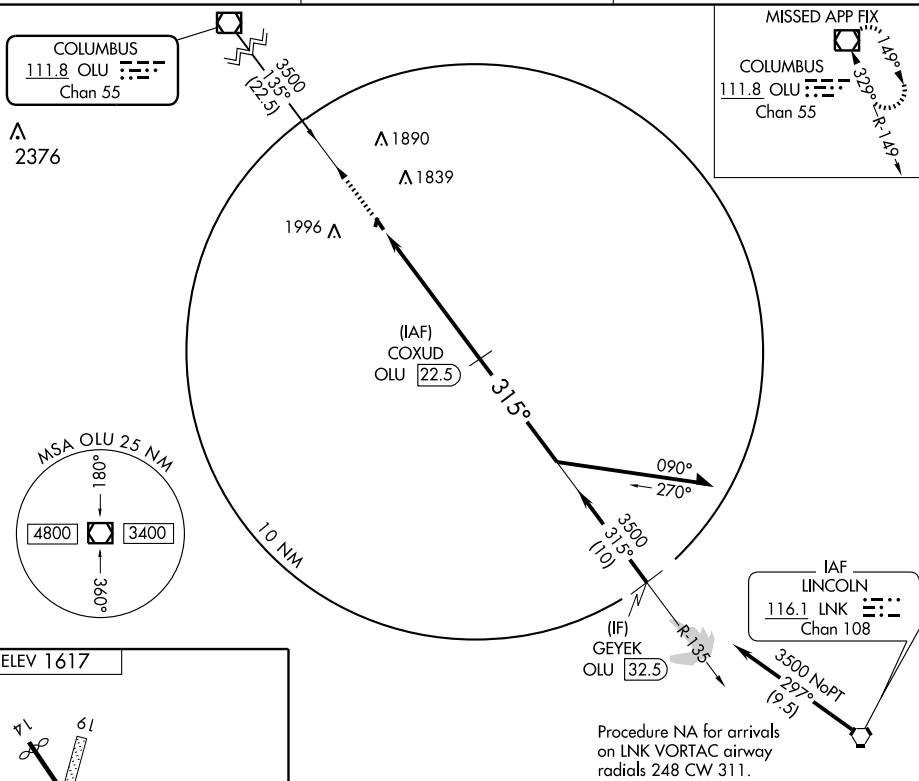 COLUMBUS
111.8 OLU
Chan 55
2376
3500
135°
(22.5)
1890
1839
1996
MISSED APP FIX
COLUMBUS
111.8 OLU
Chan 55
149°
329°
R-149
(IAF)
COXUD
OLU 22.5
315°
090°
270°
3500
315°
(10)
10 NM
MSA OLU 25 NM
180°
4800
3400
360°
(IF)
GEYEK
OLU 32.5
R-135
IAF
LINCOLN
116.1 LNK
Chan 108
3500 NoPT
297°
(9.5)
Procedure NA for arrivals
on LNK VORTAC airway
radials 248 CW 311.
ELEV 1617
14
19